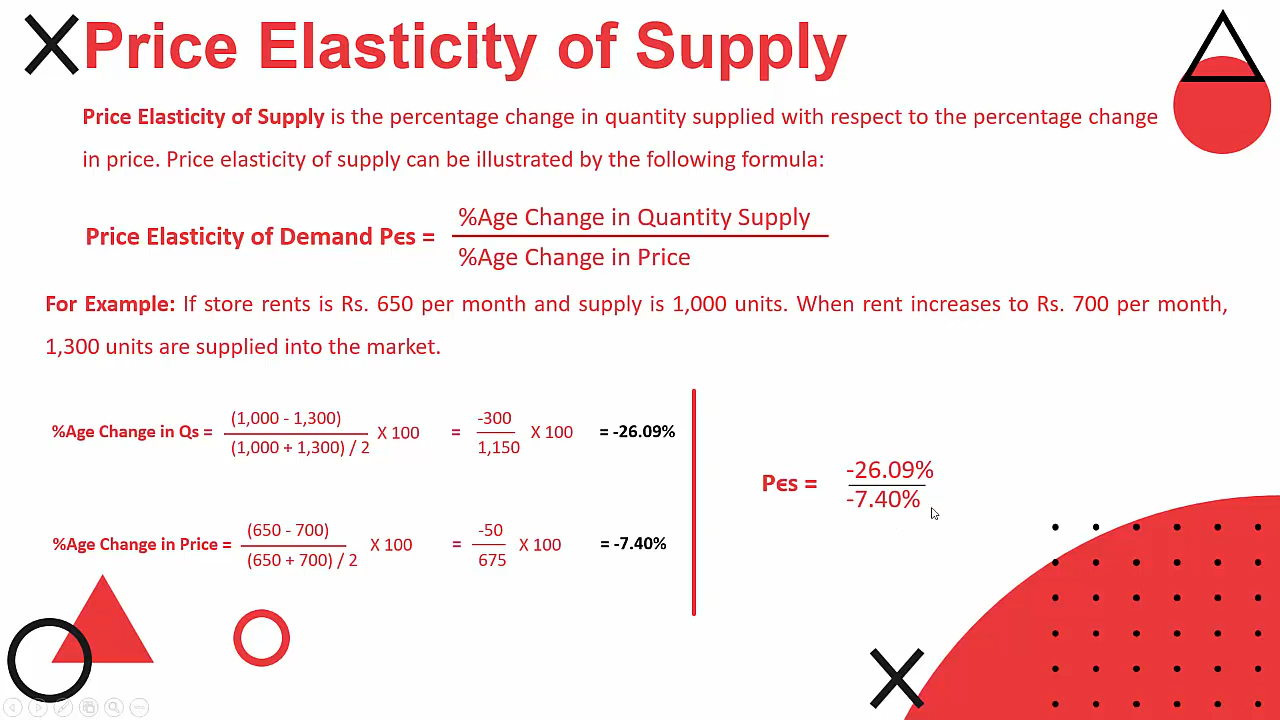 Price Elasticity of Supply
Price Elasticity of Supply is the percentage change in quantity supplied with respect to the percentage change
in price. Price elasticity of supply can be illustrated by the following formula:
Price Elasticity of Demand Pєs = %Age Change in Quantity Supply
%Age Change in Price
For Example: If store rents is Rs. 650 per month and supply is 1,000 units. When rent increases to Rs. 700 per month,
1,300 units are supplied into the market.
%Age Change in Qs = (1,000 - 1,300) X 100 = -300 X 100 = -26.09%
(1,000 + 1,300) / 2 1,150
%Age Change in Price = (650 - 700) X 100 = -50 X 100 = -7.40%
(650 + 700) / 2 675
Pєs = -26.09%
-7.40%